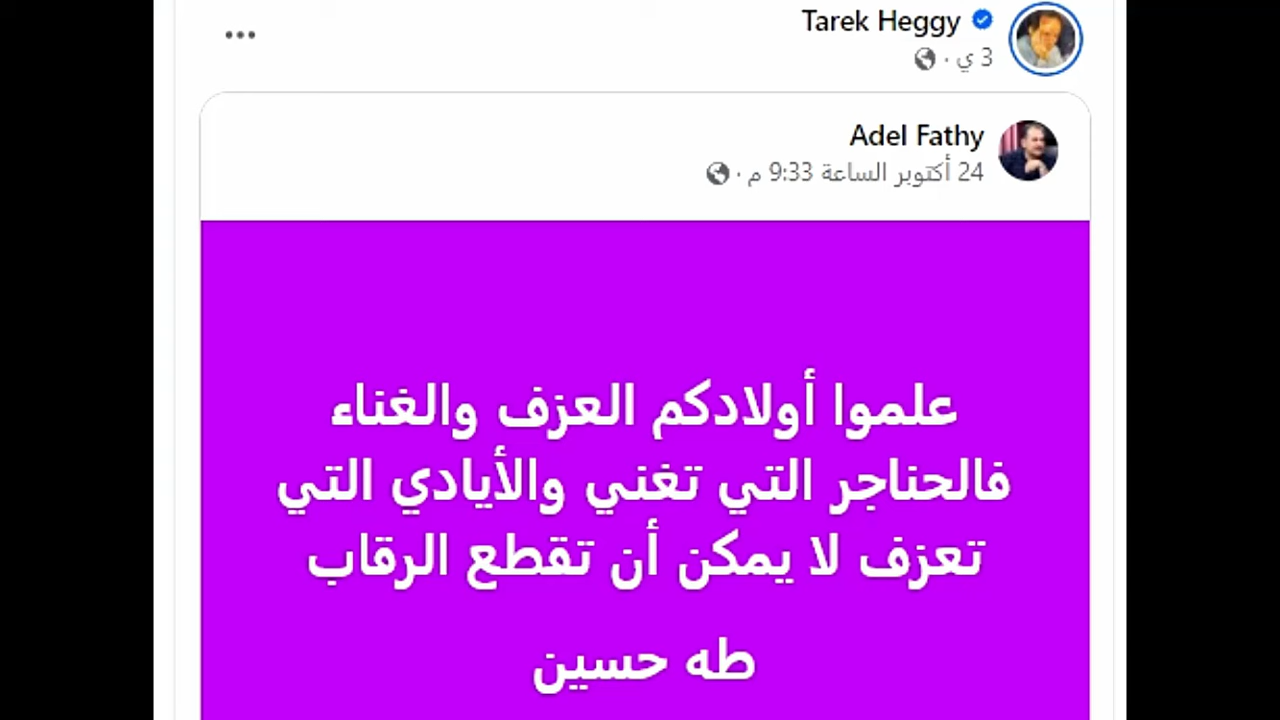 Tarek Heggy
3 ي ·
Adel Fathy
24 أكتوبر الساعة 9:33 م ·
علموا أولادكم العزف والغناء
فالحناجر التي تغني والأيادي التي
تعزف لا يمكن أن تقطع الرقاب
طه حسين